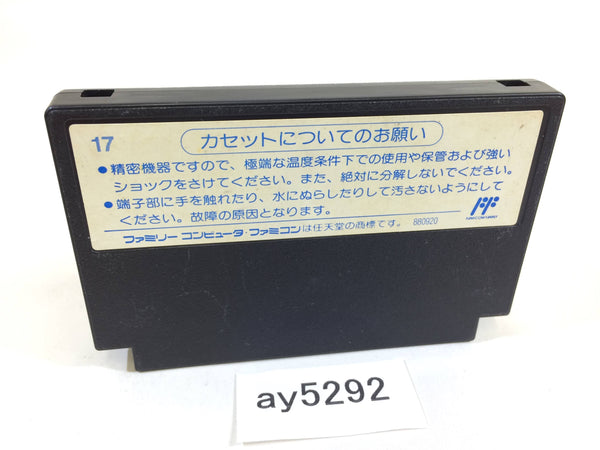 17
カセットについてのお願い
●精密機器ですので、極端な温度条件下での使用や保管および強い
ショックをさけてください。また、絶対に分解しないでください。
●端子部に手を触れたり、水にぬらしたりして汚さないようにして
ください。故障の原因となります。
ファミリーコンピュータ・ファミコンは任天堂の商標です。 880920
ay5292